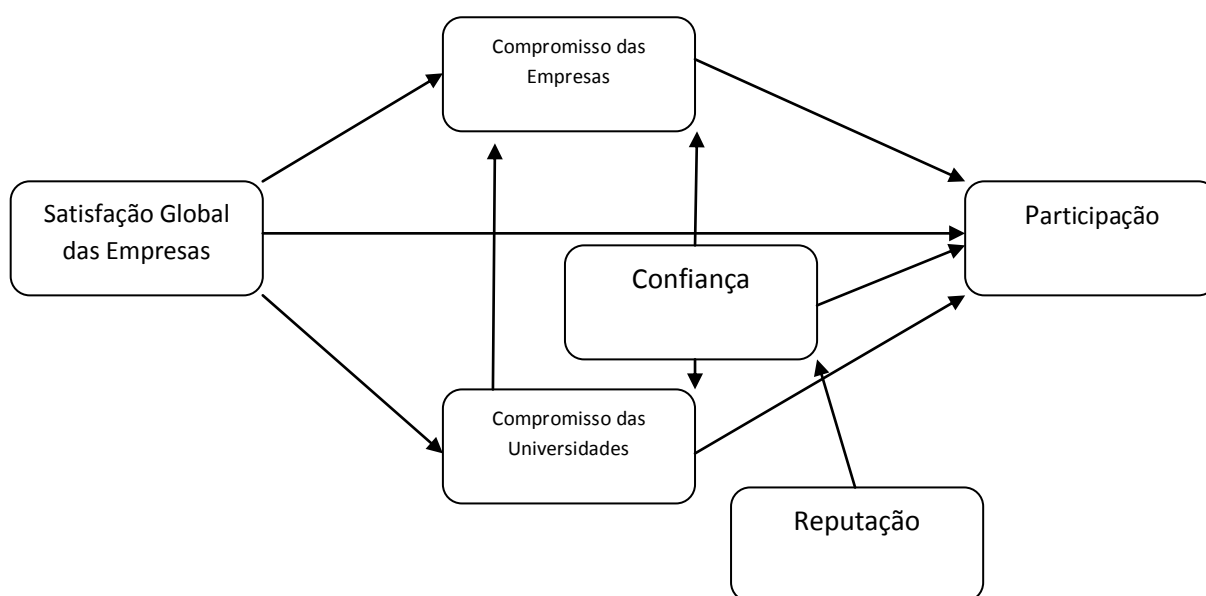 Compromisso das
Empresas
Satisfação Global
das Empresas
Participação
Confiança
Compromisso das
Universidades
Reputação